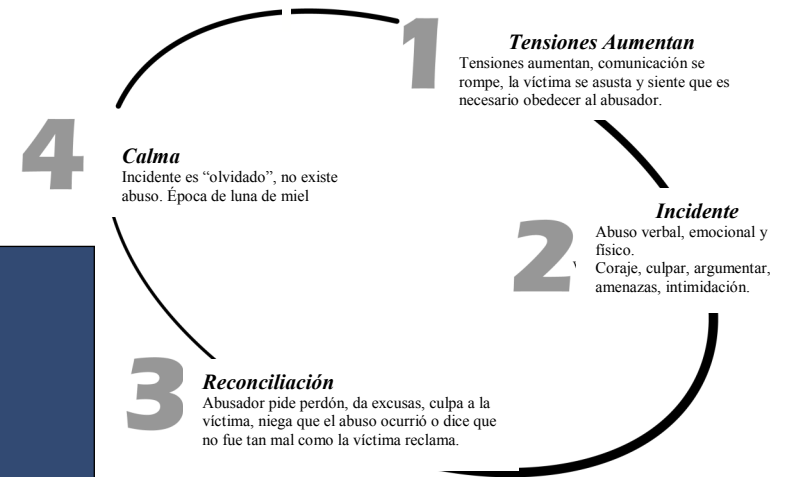 1
Tensiones Aumentan
Tensiones aumentan, comunicación se
rompe, la víctima se asusta y siente que es
necesario obedecer al abusador.
2
Incidente
Abuso verbal, emocional y
físico.
Coraje, culpar, argumentar,
amenazas, intimidación.
3
Reconciliación
Abusador pide perdón, da excusas, culpa a la
víctima, niega que el abuso ocurrió o dice que
no fue tan mal como la víctima reclama.
4
Calma
Incidente es “olvidado”, no existe
abuso. Época de luna de miel